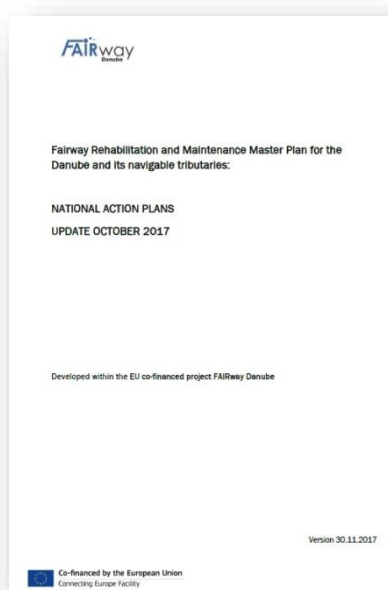 FAIRway
Danube
Fairway Rehabilitation and Maintenance Master Plan for the
Danube and its navigable tributaries:
NATIONAL ACTION PLANS
UPDATE OCTOBER 2017
Developed within the EU co-financed project FAIRway Danube
Version 30.11.2017
Co-financed by the European Union
Connecting Europe Facility